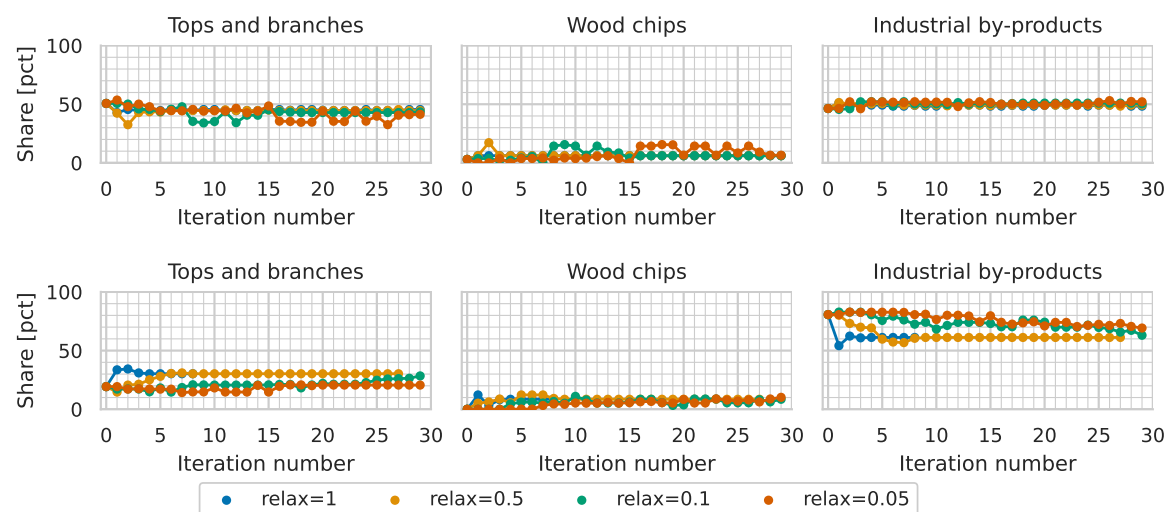 Tops and branches Wood chips Industrial by-products
Share [pct]
100
50
0
0 5 10 15 20 25 30 0 5 10 15 20 25 30 0 5 10 15 20 25 30
Iteration number Iteration number Iteration number
Tops and branches Wood chips Industrial by-products
Share [pct]
100
50
0
0 5 10 15 20 25 30 0 5 10 15 20 25 30 0 5 10 15 20 25 30
Iteration number Iteration number Iteration number
relax=1 relax=0.5 relax=0.1 relax=0.05